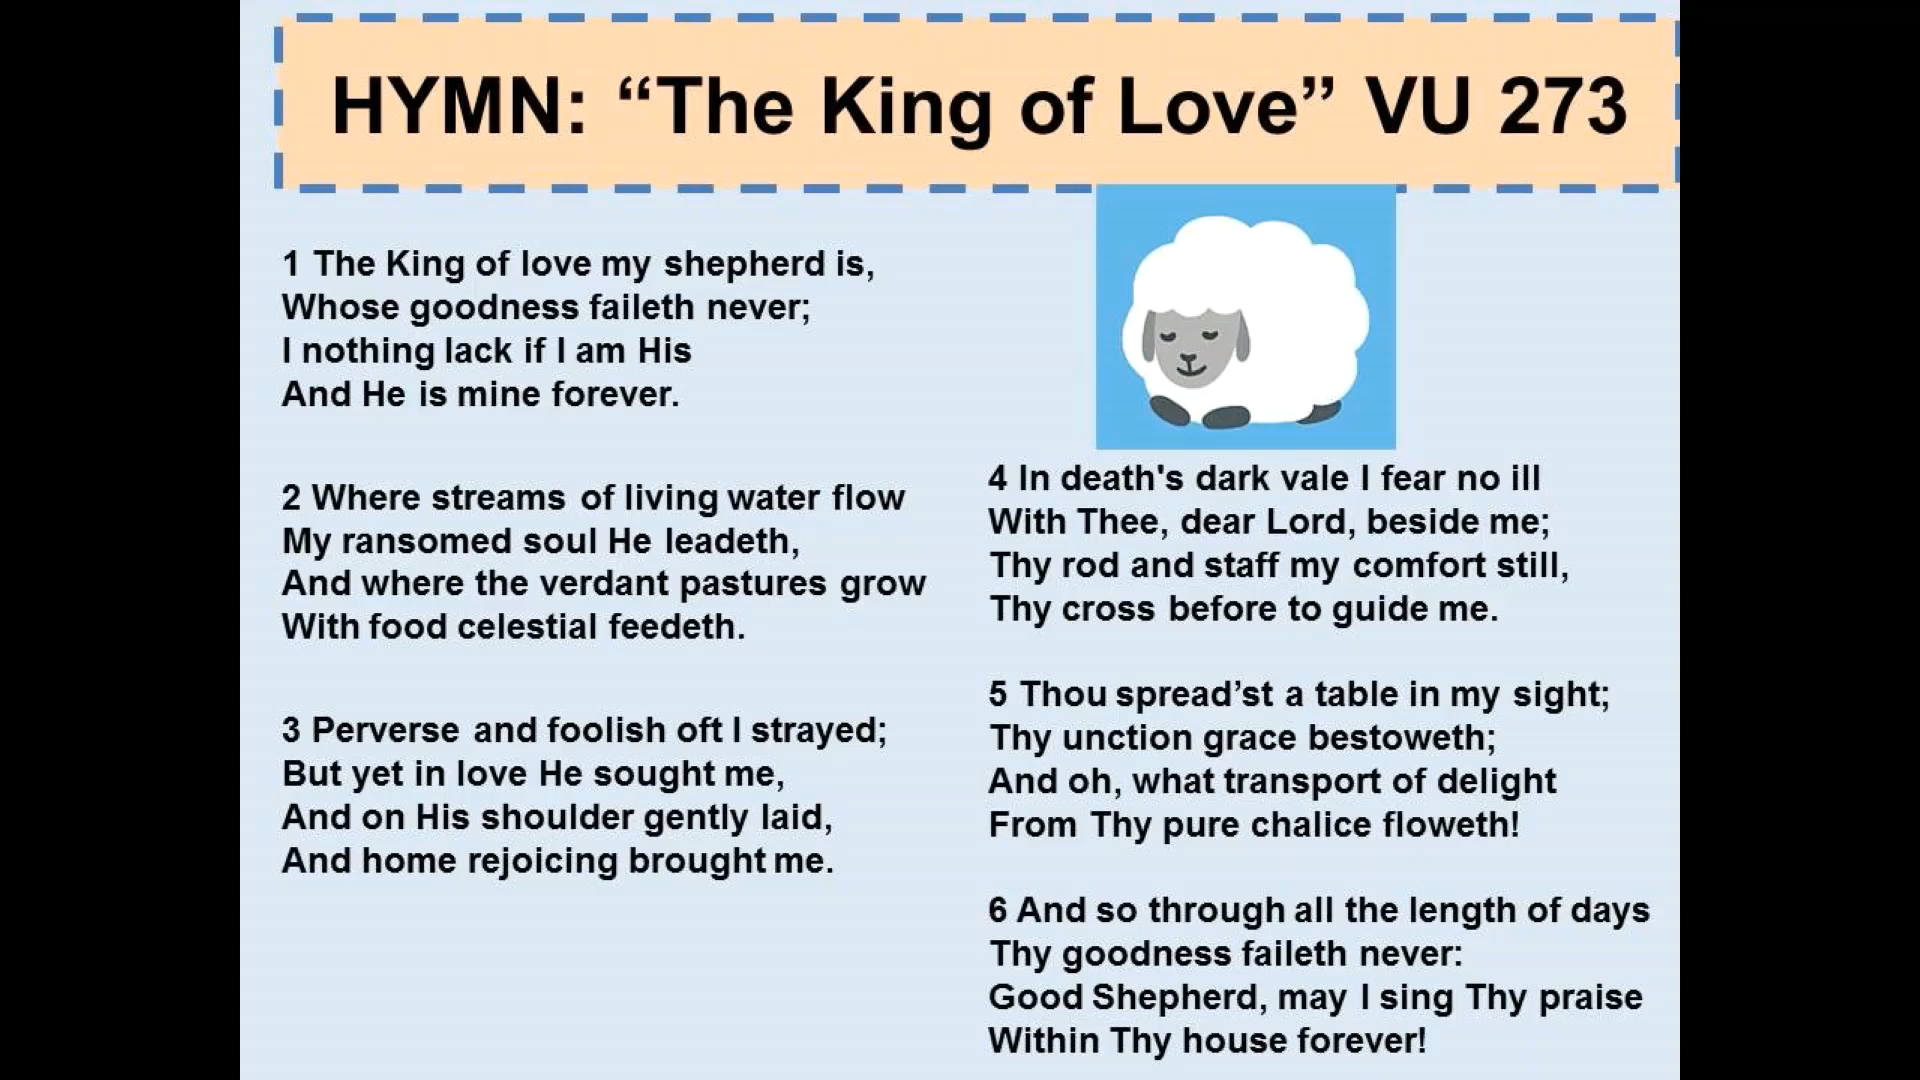 HYMN: “The King of Love” VU 273
1 The King of love my shepherd is,
Whose goodness faileth never;
I nothing lack if I am His
And He is mine forever.
2 Where streams of living water flow
My ransomed soul He leadeth,
And where the verdant pastures grow
With food celestial feedeth.
3 Perverse and foolish oft I strayed;
But yet in love He sought me,
And on His shoulder gently laid,
And home rejoicing brought me.
4 In death's dark vale I fear no ill
With Thee, dear Lord, beside me;
Thy rod and staff my comfort still,
Thy cross before to guide me.
5 Thou spread’st a table in my sight;
Thy unction grace bestoweth;
And oh, what transport of delight
From Thy pure chalice floweth!
6 And so through all the length of days
Thy goodness faileth never:
Good Shepherd, may I sing Thy praise
Within Thy house forever!